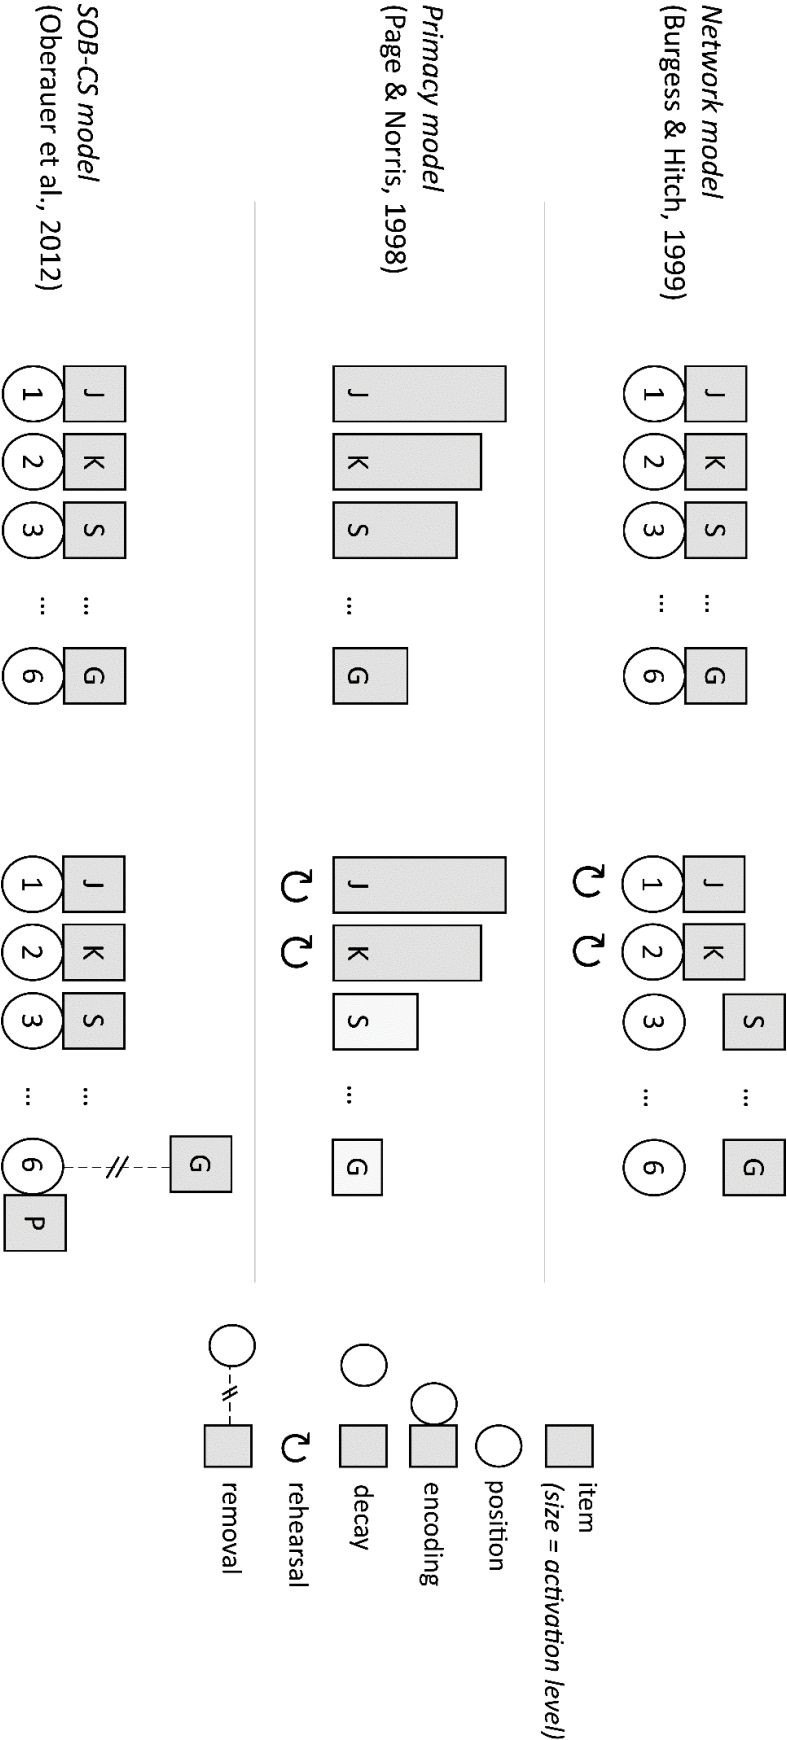 Network model
(Burgess & Hitch, 1999)
J K S ... G
1 2 3 ... 6
J K S ... G
1 2 3 ... 6
Primacy model
(Page & Norris, 1998)
J K S ... G
J K S ... G
SOB-CS model
(Oberauer et al., 2012)
J K S ... G
1 2 3 ... 6
J K S ... G
1 2 3 ... 6
P
item
(size = activation level)
position
encoding
decay
rehearsal
removal